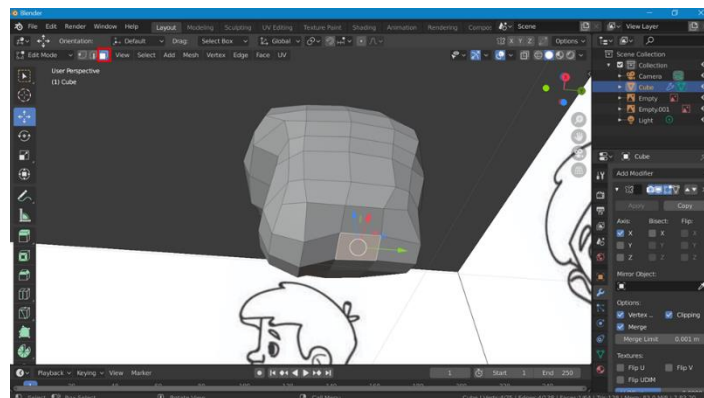 Blender
File Edit Render Window Help Layout Modeling Sculpting UV Editing Texture Paint Shading Animation Rendering Compos Scene View Layer
Orientation: Default Drag: Select Box Global X Y Z Options
Edit Mode View Select Add Mesh Vertex Edge Face UV
User Perspective
(1) Cube
Scene Collection
Collection
Camera
Cube
Empty
Empty.001
Light
Cube
Add Modifier
Apply Copy
Axis: Bisect: Flip:
X X X
Y Y Y
Z Z Z
Mirror Object:
Options:
Vertex .. Clipping
Merge
Merge Limit 0.001 m
Textures:
Flip U Flip V
Flip UDIM
Playback Keying View Marker 1 Start 1 End 250